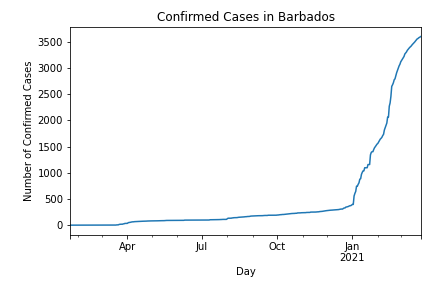 Confirmed Cases in Barbados
Number of Confirmed Cases
3500
3000
2500
2000
1500
1000
500
0
Apr
Jul
Oct
Jan
2021
Day